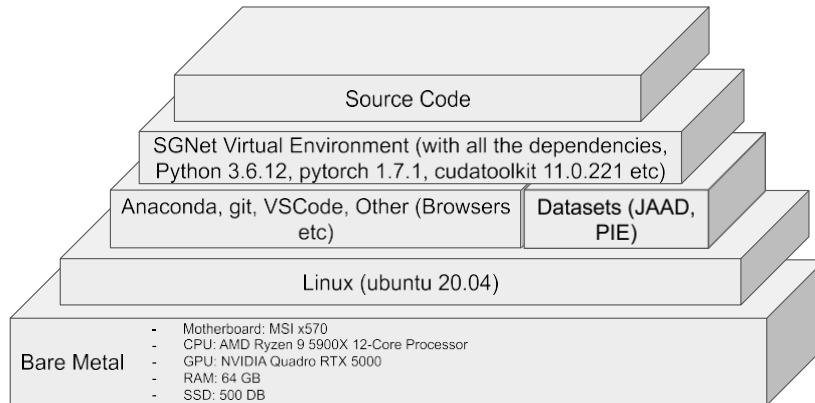 Source Code
SGNet Virtual Environment (with all the dependencies,
Python 3.6.12, pytorch 1.7.1, cudatoolkit 11.0.221 etc)
Anaconda, git, VSCode, Other (Browsers
etc)
Datasets (JAAD,
PIE)
Linux (ubuntu 20.04)
Bare Metal
- Motherboard: MSI x570
- CPU: AMD Ryzen 9 5900X 12-Core Processor
- GPU: NVIDIA Quadro RTX 5000
- RAM: 64 GB
- SSD: 500 DB